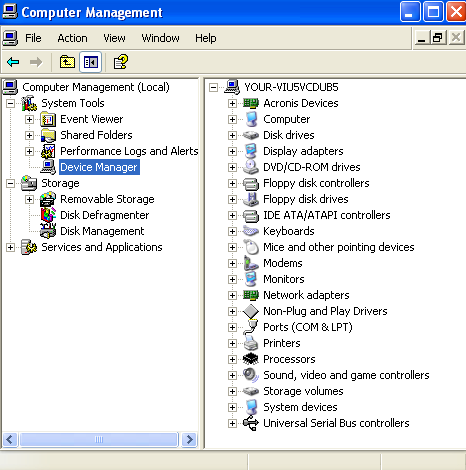 Computer Management
File Action View Window Help
Computer Management (Local)
System Tools
Event Viewer
Shared Folders
Performance Logs and Alerts
Device Manager
Storage
Removable Storage
Disk Defragmenter
Disk Management
Services and Applications
YOUR-VIU5VCDUB5
Acronis Devices
Computer
Disk drives
Display adapters
DVD/CD-ROM drives
Floppy disk controllers
Floppy disk drives
IDE ATA/ATAPI controllers
Keyboards
Mice and other pointing devices
Modems
Monitors
Network adapters
Non-Plug and Play Drivers
Ports (COM & LPT)
Printers
Processors
Sound, video and game controllers
Storage volumes
System devices
Universal Serial Bus controllers